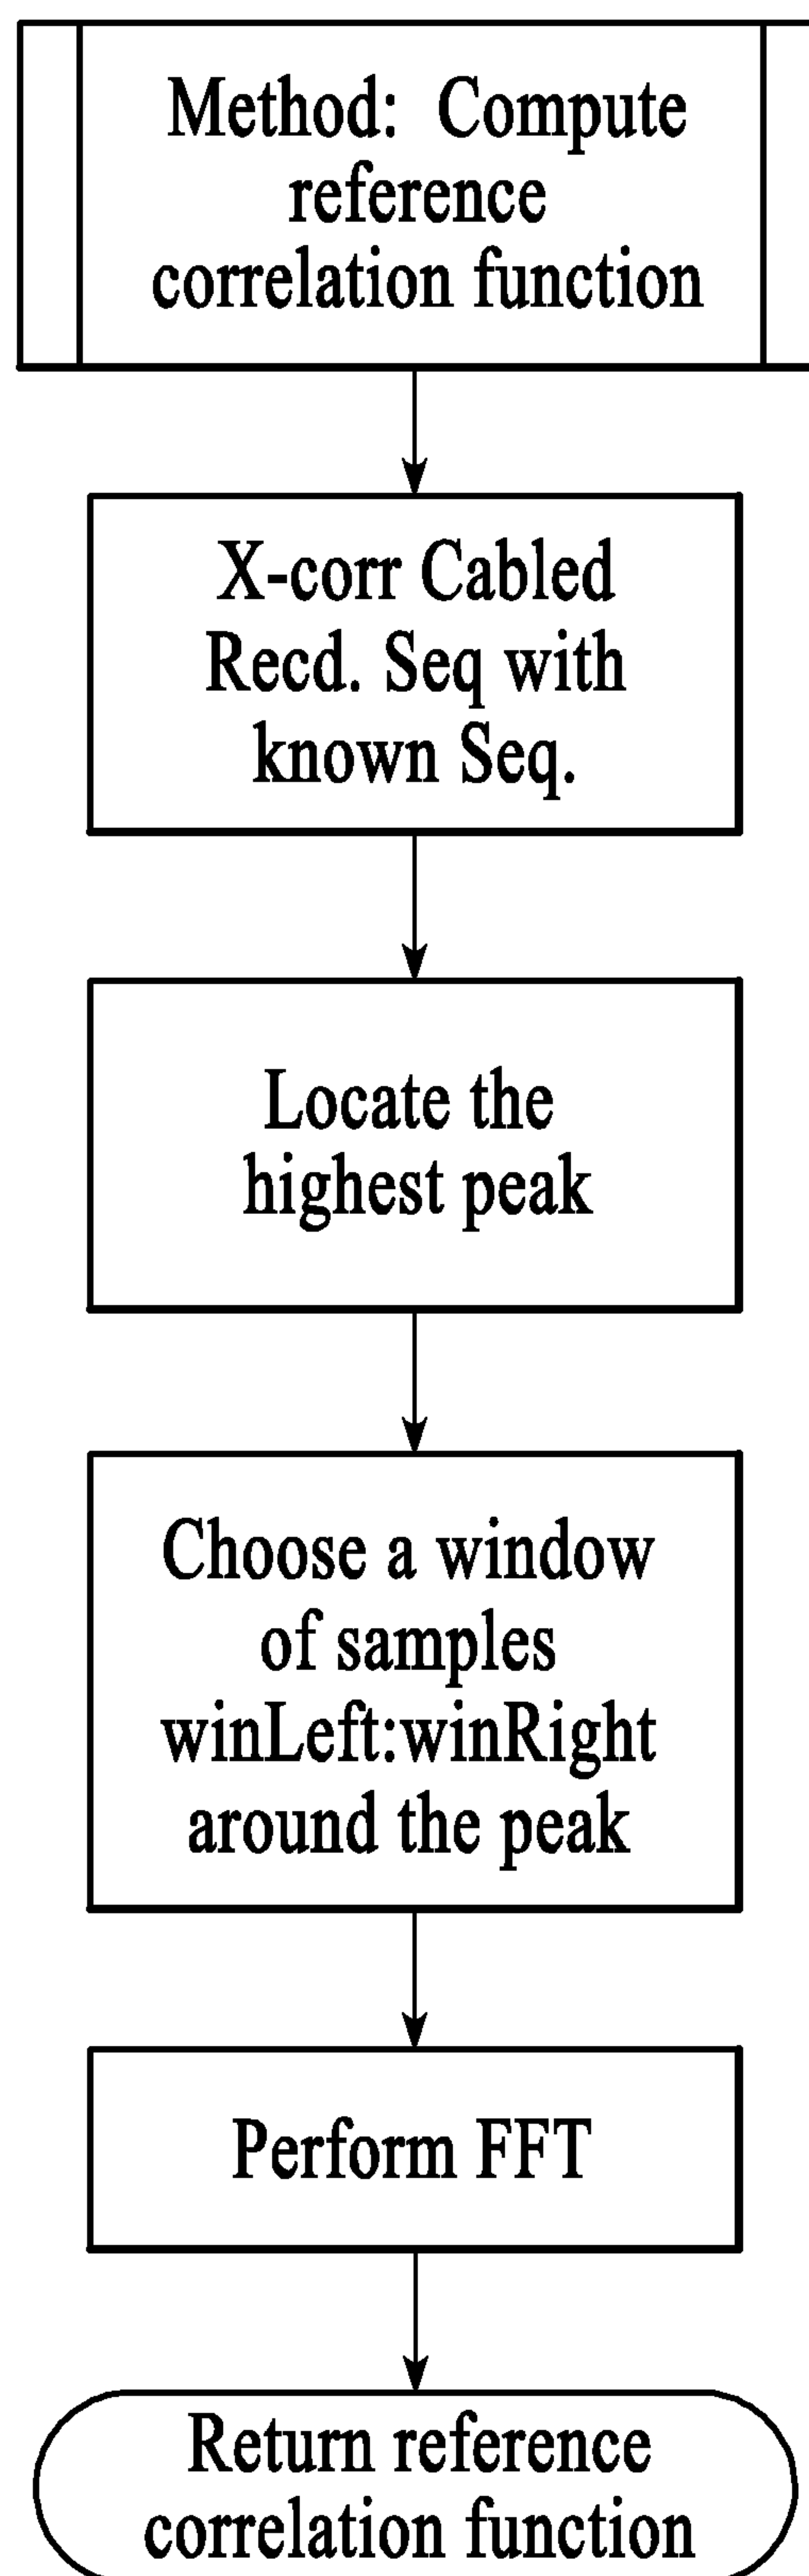 Method: Compute
reference
correlation function
X-corr Cabled
Recd. Seq with
known Seq.
Locate the
highest peak
Choose a window
of samples
winLeft:winRight
around the peak
Perform FFT
Return reference
correlation function